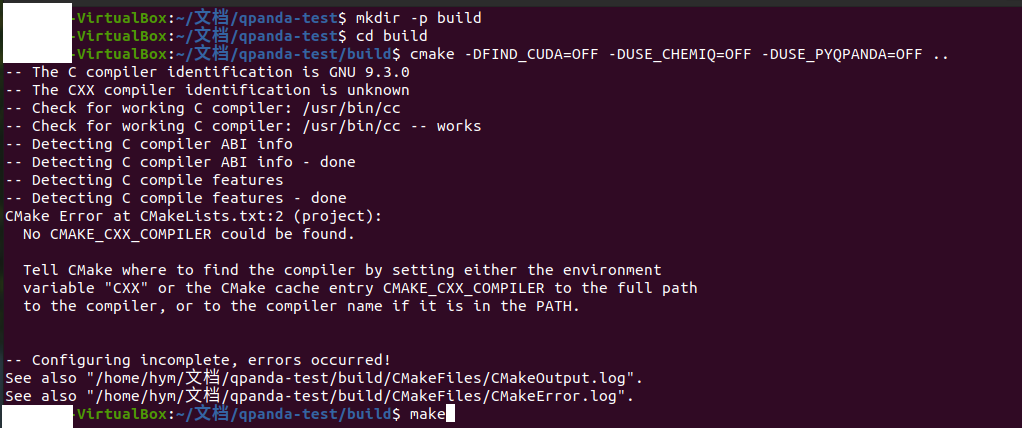 -VirtualBox:~/文档/qpanda-test$ mkdir -p build
-VirtualBox:~/文档/qpanda-test$ cd build
-VirtualBox:~/文档/qpanda-test/build$ cmake -DFIND_CUDA=OFF -DUSE_CHEMIQ=OFF -DUSE_PYQPANDA=OFF ..
-- The C compiler identification is GNU 9.3.0
-- The CXX compiler identification is unknown
-- Check for working C compiler: /usr/bin/cc
-- Check for working C compiler: /usr/bin/cc -- works
-- Detecting C compiler ABI info
-- Detecting C compiler ABI info - done
-- Detecting C compile features
-- Detecting C compile features - done
CMake Error at CMakeLists.txt:2 (project):
  No CMAKE_CXX_COMPILER could be found.

  Tell CMake where to find the compiler by setting either the environment
  variable "CXX" or the CMake cache entry CMAKE_CXX_COMPILER to the full path
  to the compiler, or to the compiler name if it is in the PATH.

-- Configuring incomplete, errors occurred!
See also "/home/hym/文档/qpanda-test/build/CMakeFiles/CMakeOutput.log".
See also "/home/hym/文档/qpanda-test/build/CMakeFiles/CMakeError.log".
-VirtualBox:~/文档/qpanda-test/build$ make